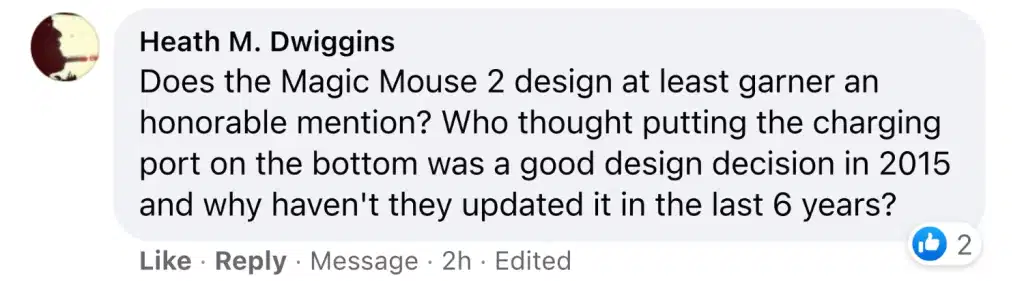 Heath M. Dwiggins
Does the Magic Mouse 2 design at least garner an
honorable mention? Who thought putting the charging
port on the bottom was a good design decision in 2015
and why haven't they updated it in the last 6 years?
2
Like · Reply · Message · 2h · Edited